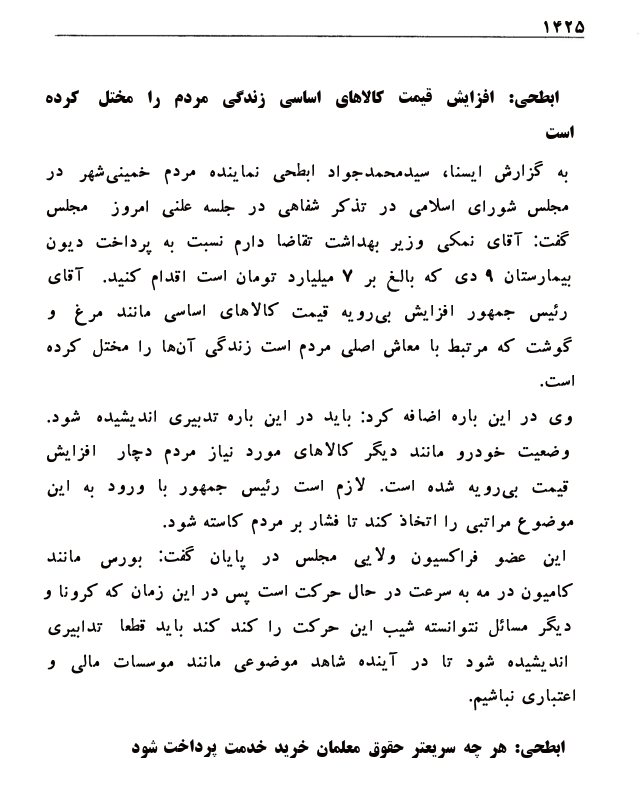 ۱۴۲۵
ابطحی: افزایش قیمت کالاهای اساسی زندگی مردم را مختل کرده
است
به گزارش ایسنا، سیدمحمدجواد ابطحی نماینده مردم خمینی‌شهر در
مجلس شورای اسلامی در تذکر شفاهی در جلسه علنی امروز مجلس
گفت: آقای نمکی وزیر بهداشت تقاضا دارم نسبت به پرداخت دیون
بیمارستان ۹ دی که بالغ بر ۷ میلیارد تومان است اقدام کنید. آقای
رئیس جمهور افزایش بی‌رویه قیمت کالاهای اساسی مانند مرغ و
گوشت که مرتبط با معاش اصلی مردم است زندگی آن‌ها را مختل کرده
است.
وی در این باره اضافه کرد: باید در این باره تدبیری اندیشیده شود.
وضعیت خودرو مانند دیگر کالاهای مورد نیاز مردم دچار افزایش
قیمت بی‌رویه شده است. لازم است رئیس جمهور با ورود به این
موضوع مراتبی را اتخاذ کند تا فشار بر مردم کاسته شود.
این عضو فراکسیون ولایی مجلس در پایان گفت: بورس مانند
کامیون در مه به سرعت در حال حرکت است پس در این زمان که کرونا و
دیگر مسائل نتوانسته شیب این حرکت را کند کند باید قطعا تدابیری
اندیشیده شود تا در آینده شاهد موضوعی مانند موسسات مالی و
اعتباری نباشیم.
ابطحی: هر چه سریعتر حقوق معلمان خرید خدمت پرداخت شود